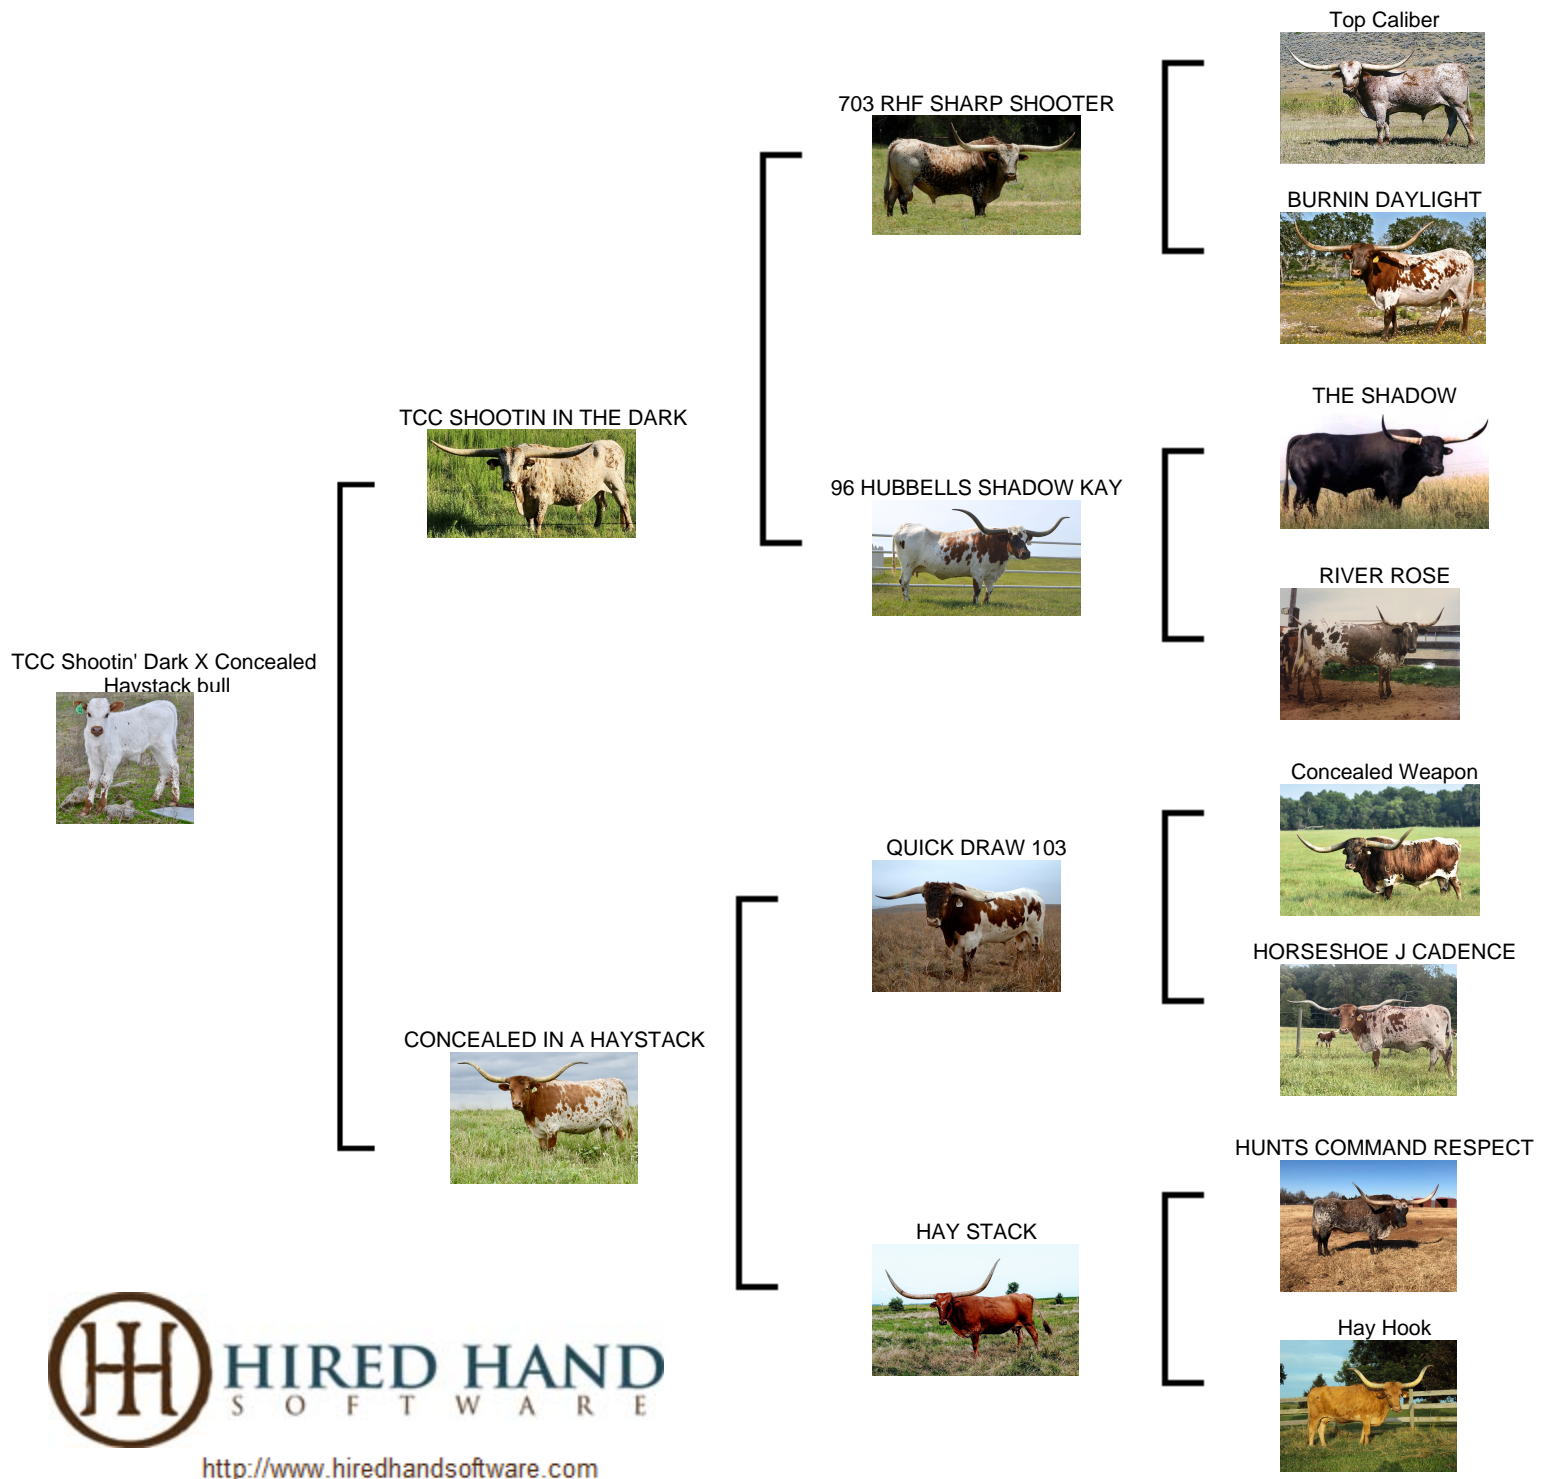 Top Caliber
703 RHF SHARP SHOOTER
BURNIN DAYLIGHT
TCC SHOOTIN IN THE DARK
THE SHADOW
96 HUBBELLS SHADOW KAY
RIVER ROSE
TCC Shootin' Dark X Concealed
Haystack bull
Concealed Weapon
QUICK DRAW 103
HORSESHOE J CADENCE
CONCEALED IN A HAYSTACK
HUNTS COMMAND RESPECT
HAY STACK
Hay Hook
HIRED HAND
SOFTWARE
http://www.hiredhandsoftware.com